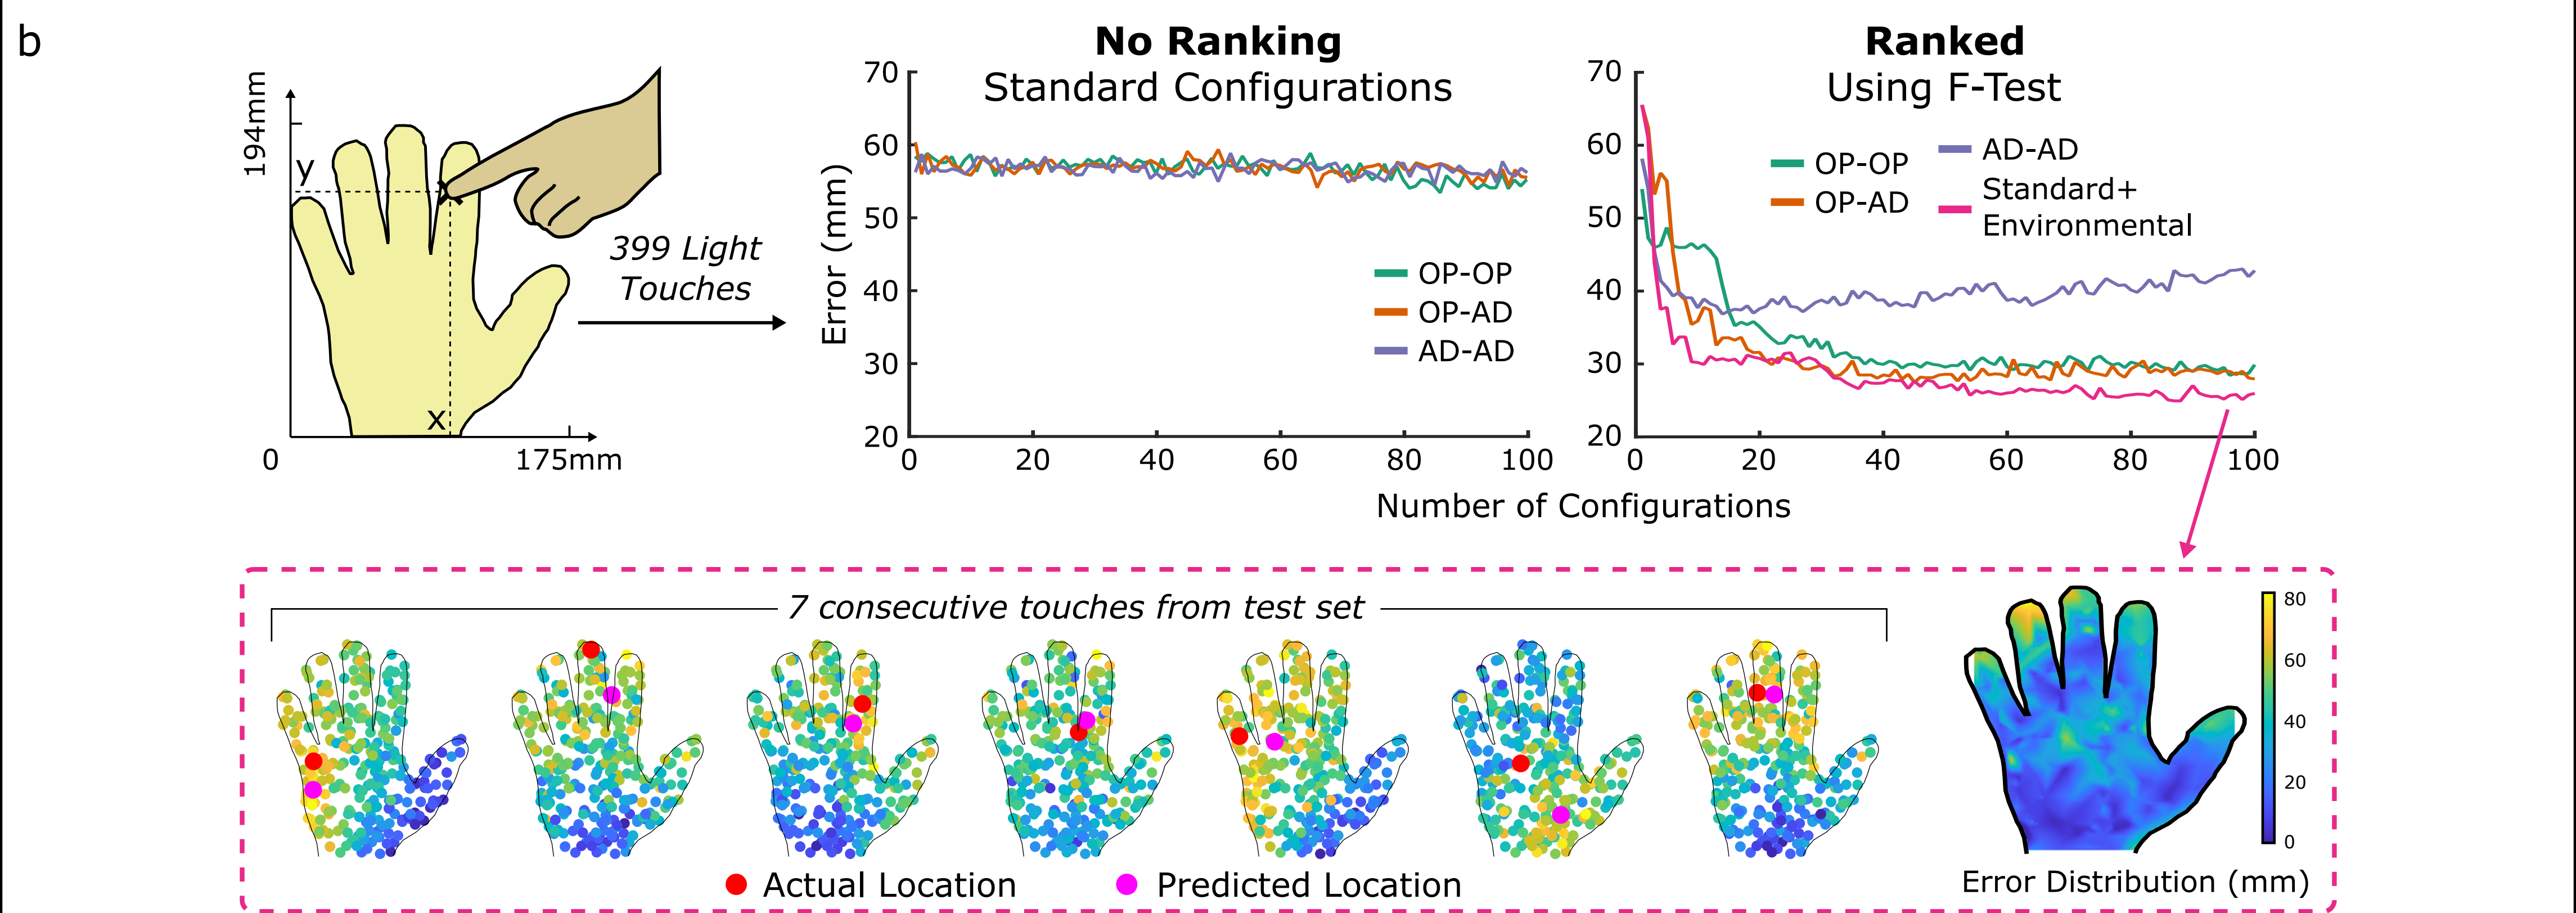 b
194mm
y
x
0
175mm
399 Light
Touches
No Ranking
Standard Configurations
Error (mm)
70
60
50
40
30
20
0
20
40
60
80
100
OP-OP
OP-AD
AD-AD
Ranked
Using F-Test
70
60
50
40
30
20
0
20
40
60
80
100
OP-OP
OP-AD
AD-AD
Standard+
Environmental
Number of Configurations
7 consecutive touches from test set
80
60
40
20
0
Actual Location
Predicted Location
Error Distribution (mm)